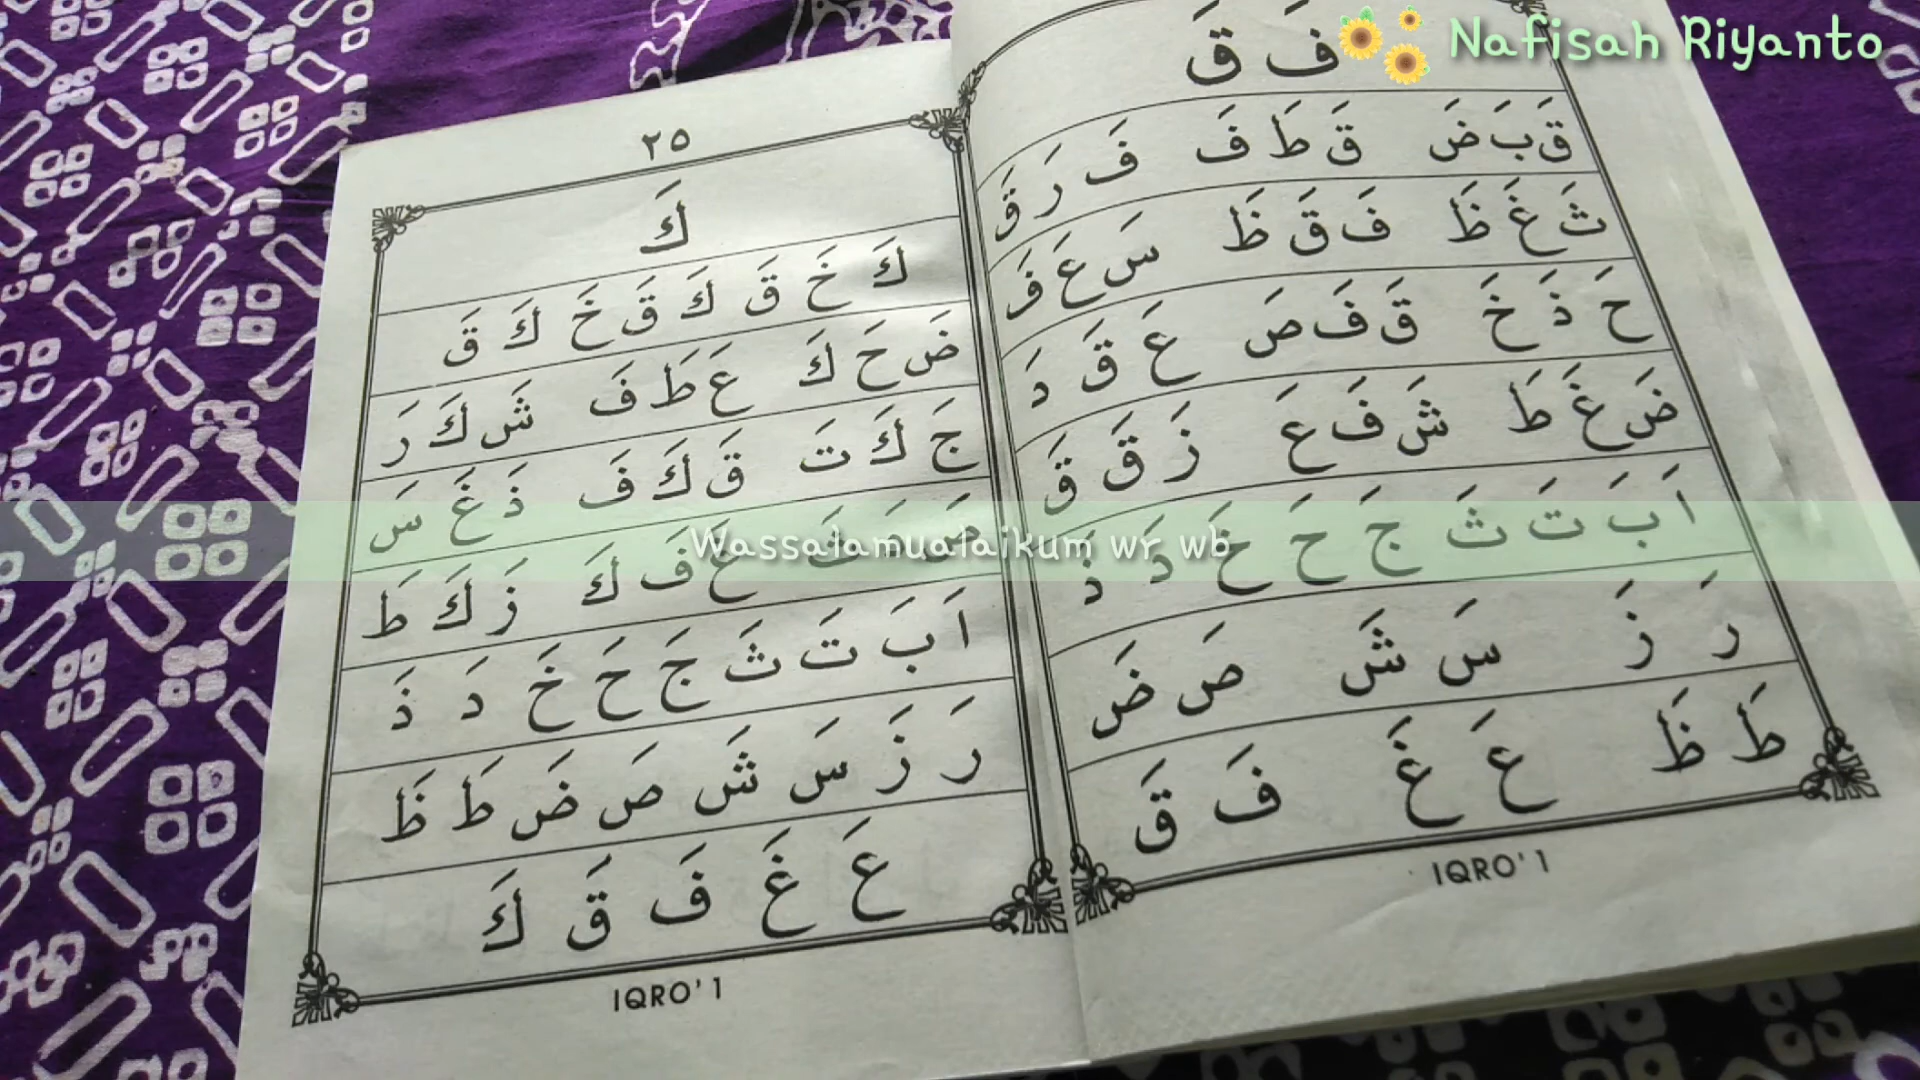 Nafisah Riyanto
فَ قَ
قَ بَ ضَ قَ طَ فَ فَ رَ قَ
ثَ غَ ظَ فَ قَ ظَ سَ عَ فَ
حَ ذَ خَ قَ فَ صَ عَ قَ دَ
ضَ غَ طَ شَ فَ عَ زَ قَ قَ
اَ بَ تَ ثَ جَ حَ خَ دَ ذَ
رَ زَ سَ شَ صَ ضَ
طَ ظَ عَ غَ فَ قَ
IQRO' 1
٢٥
كَ
كَ خَ قَ كَ قَ خَ كَ قَ
ضَ حَ كَ عَ طَ فَ شَ كَ رَ
جَ كَ تَ قَ كَ فَ ذَ غَ سَ
عَ فَ كَ زَ كَ طَ
اَ بَ تَ ثَ جَ حَ خَ دَ ذَ
رَ زَ سَ شَ صَ ضَ طَ ظَ
عَ غَ فَ قَ كَ
IQRO' 1
Wassalamualaikum wr wb